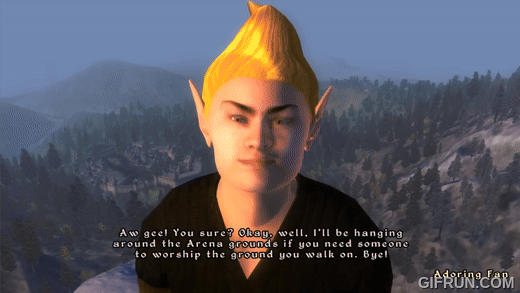 Aw gee! You sure? Okay, well, I'll be hanging
around the Arena grounds if you need someone
to worship the ground you walk on. Bye!
Adoring Fan
GIFRUN.COM